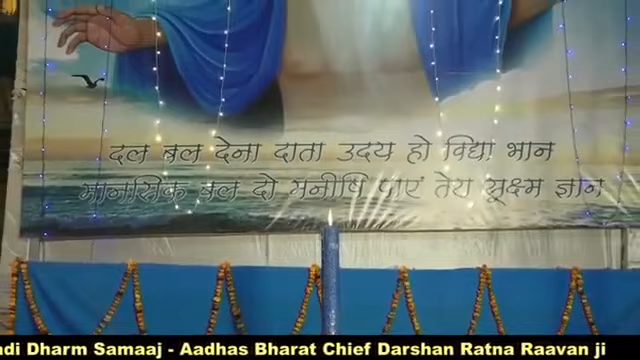 दल बल देना दाता उदय हो विद्या भान
मानसिक बल दो मनीषि पाएं तेरा सूक्ष्म ज्ञान
adi Dharm Samaaj - Aadhas Bharat Chief Darshan Ratna Raavan ji